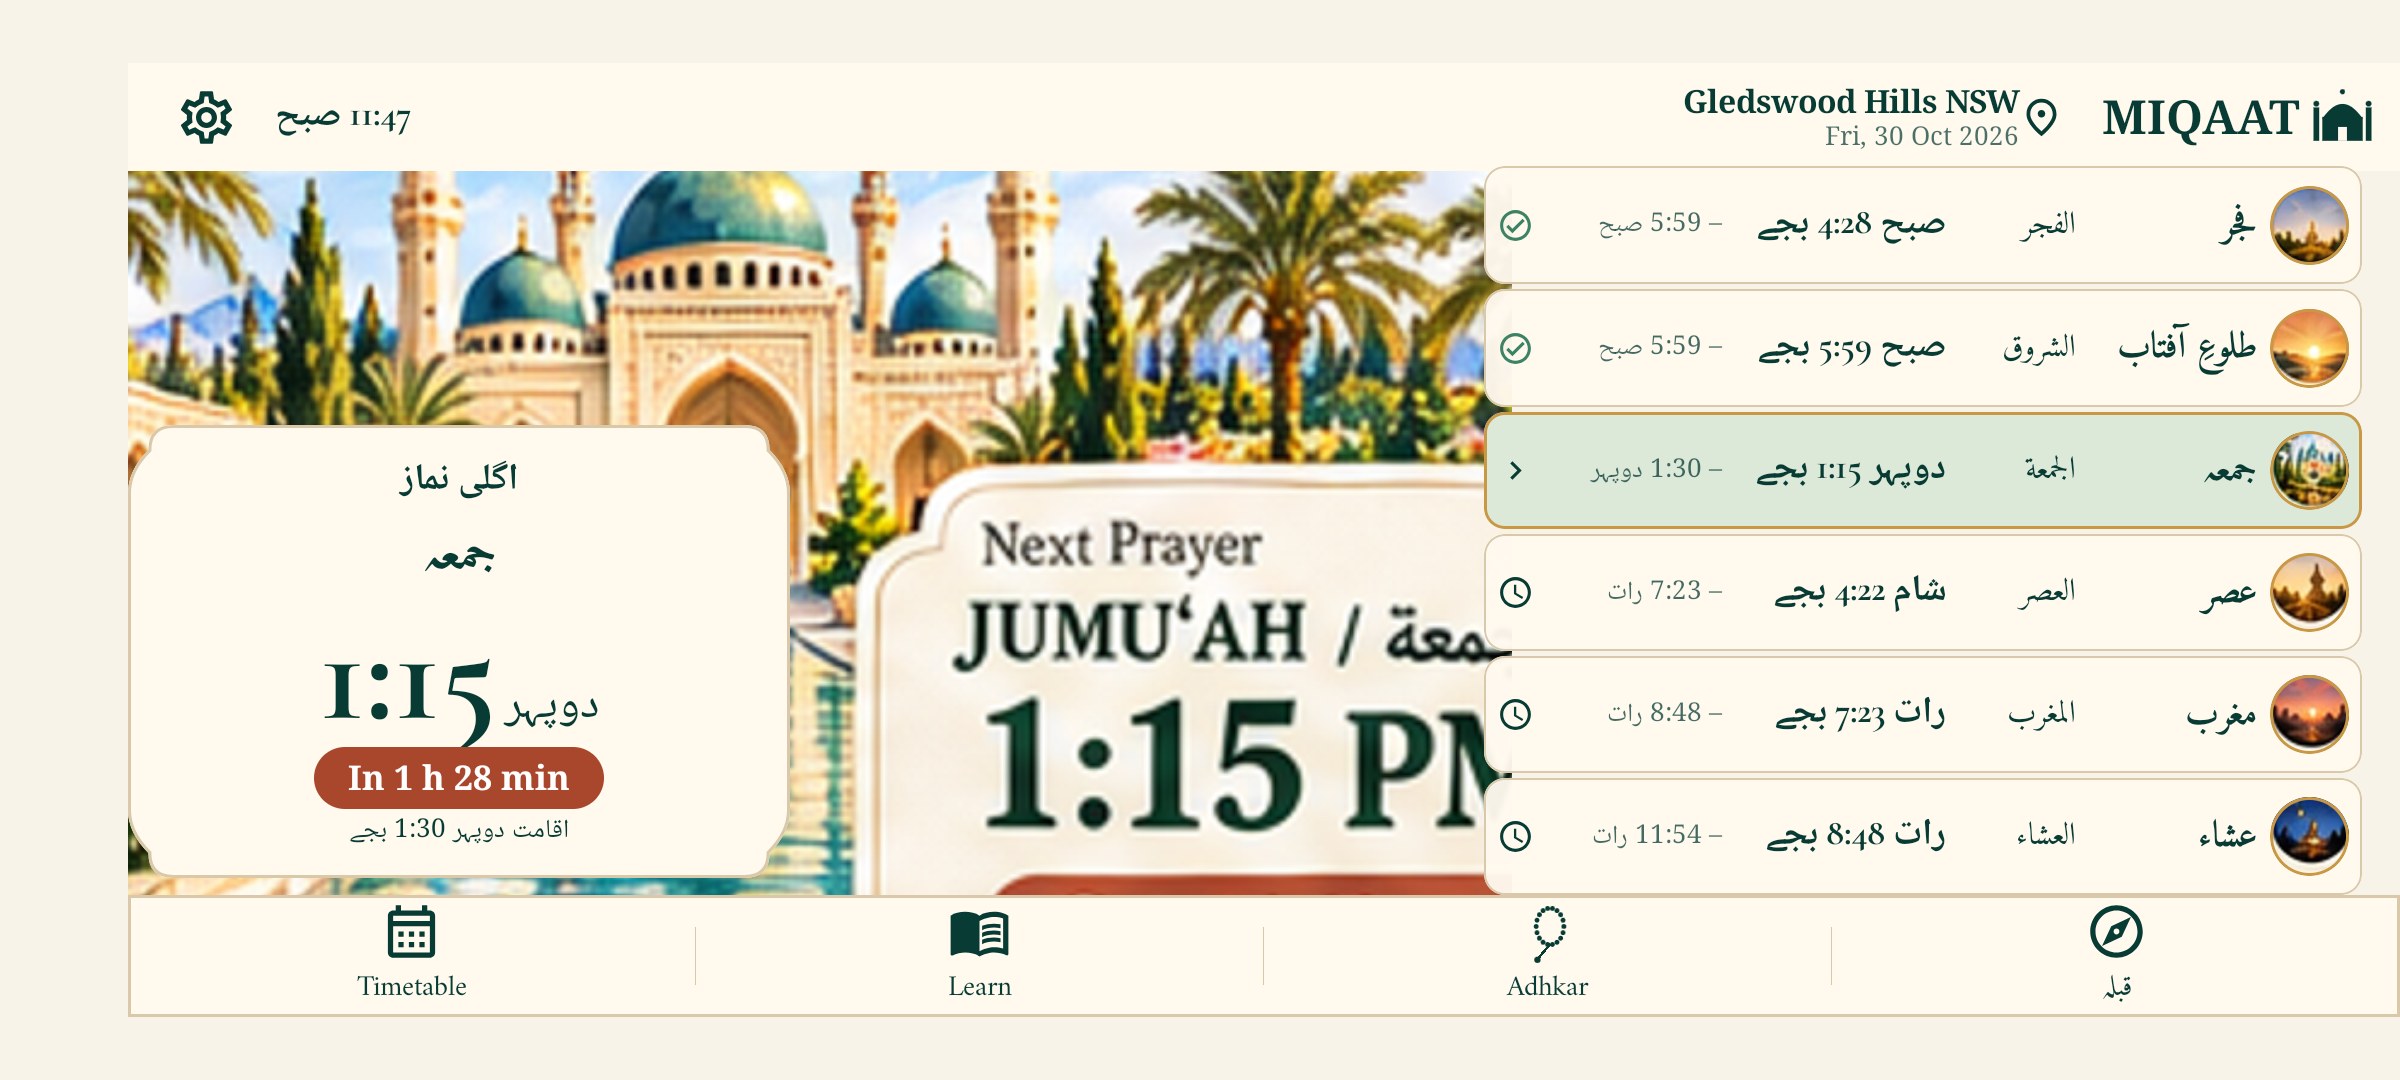 MIQAAT
Gledswood Hills NSW
Fri, 30 Oct 2026
11:47 صبح
فجر الفجر صبح 4:28 بجے – 5:59 صبح
طلوعِ آفتاب الشروق صبح 5:59 بجے – 5:59 صبح
جمعہ الجمعة دوپہر 1:15 بجے – 1:30 دوپہر
عصر العصر شام 4:22 بجے – 7:23 رات
مغرب المغرب رات 7:23 بجے – 8:48 رات
عشاء العشاء رات 8:48 بجے – 11:54 رات
Next Prayer
JUMU‘AH /
1:15
اگلی نماز
جمعہ
1:15 دوپہر
In 1 h 28 min
اقامت دوپہر 1:30 بجے
قبلہ
Adhkar
Learn
Timetable